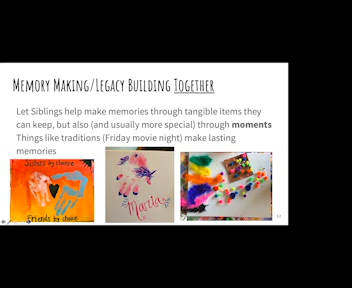 Memory Making/Legacy Building Together
Let Siblings help make memories through tangible items they
can keep, but also (and usually more special) through moments
Things like traditions (Friday movie night) make lasting
memories
Sisters by chance
Friends by choice
Maria